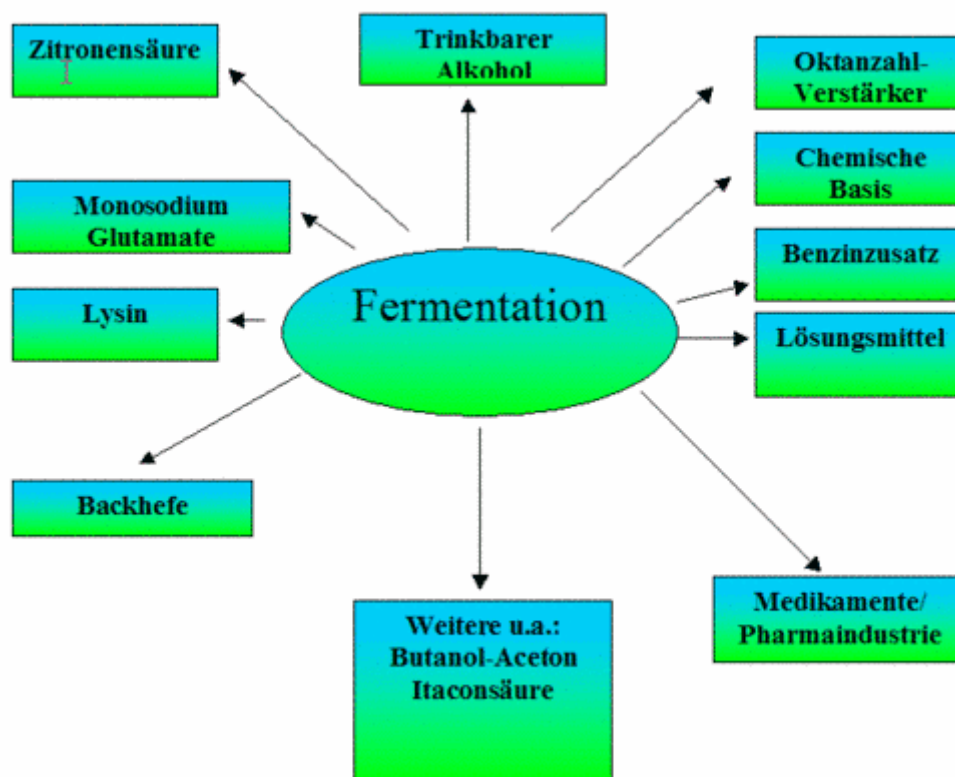 Zitronensäure
Trinkbarer
Alkohol
Oktanzahl-
Verstärker
Chemische
Basis
Monosodium
Glutamate
Benzinzusatz
Fermentation
Lysin
Lösungsmittel
Backhefe
Weitere u.a.:
Butanol-Aceton
Itaconsäure
Medikamente/
Pharmaindustrie